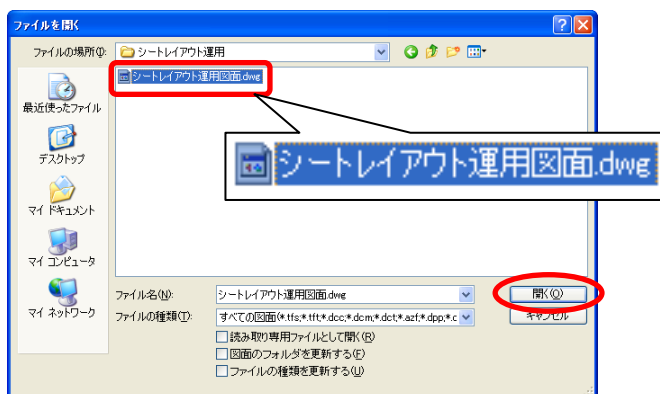 ファイルを開く
ファイルの場所(I):
シートレイアウト運用
シートレイアウト運用図面.dwg
シートレイアウト運用図面.dwg
最近使ったファイル
デスクトップ
マイ ドキュメント
マイ コンピュータ
マイ ネットワーク
ファイル名(N):
シートレイアウト運用図面.dwg
開く(O)
ファイルの種類(T):
すべての図面(*.tfs;*.tft;*.dcc;*.dcm;*.dct;*.azf;*.dpp;*.c
キャンセル
読み取り専用ファイルとして開く(R)
図面のフォルダを更新する(F)
ファイルの種類を更新する(U)